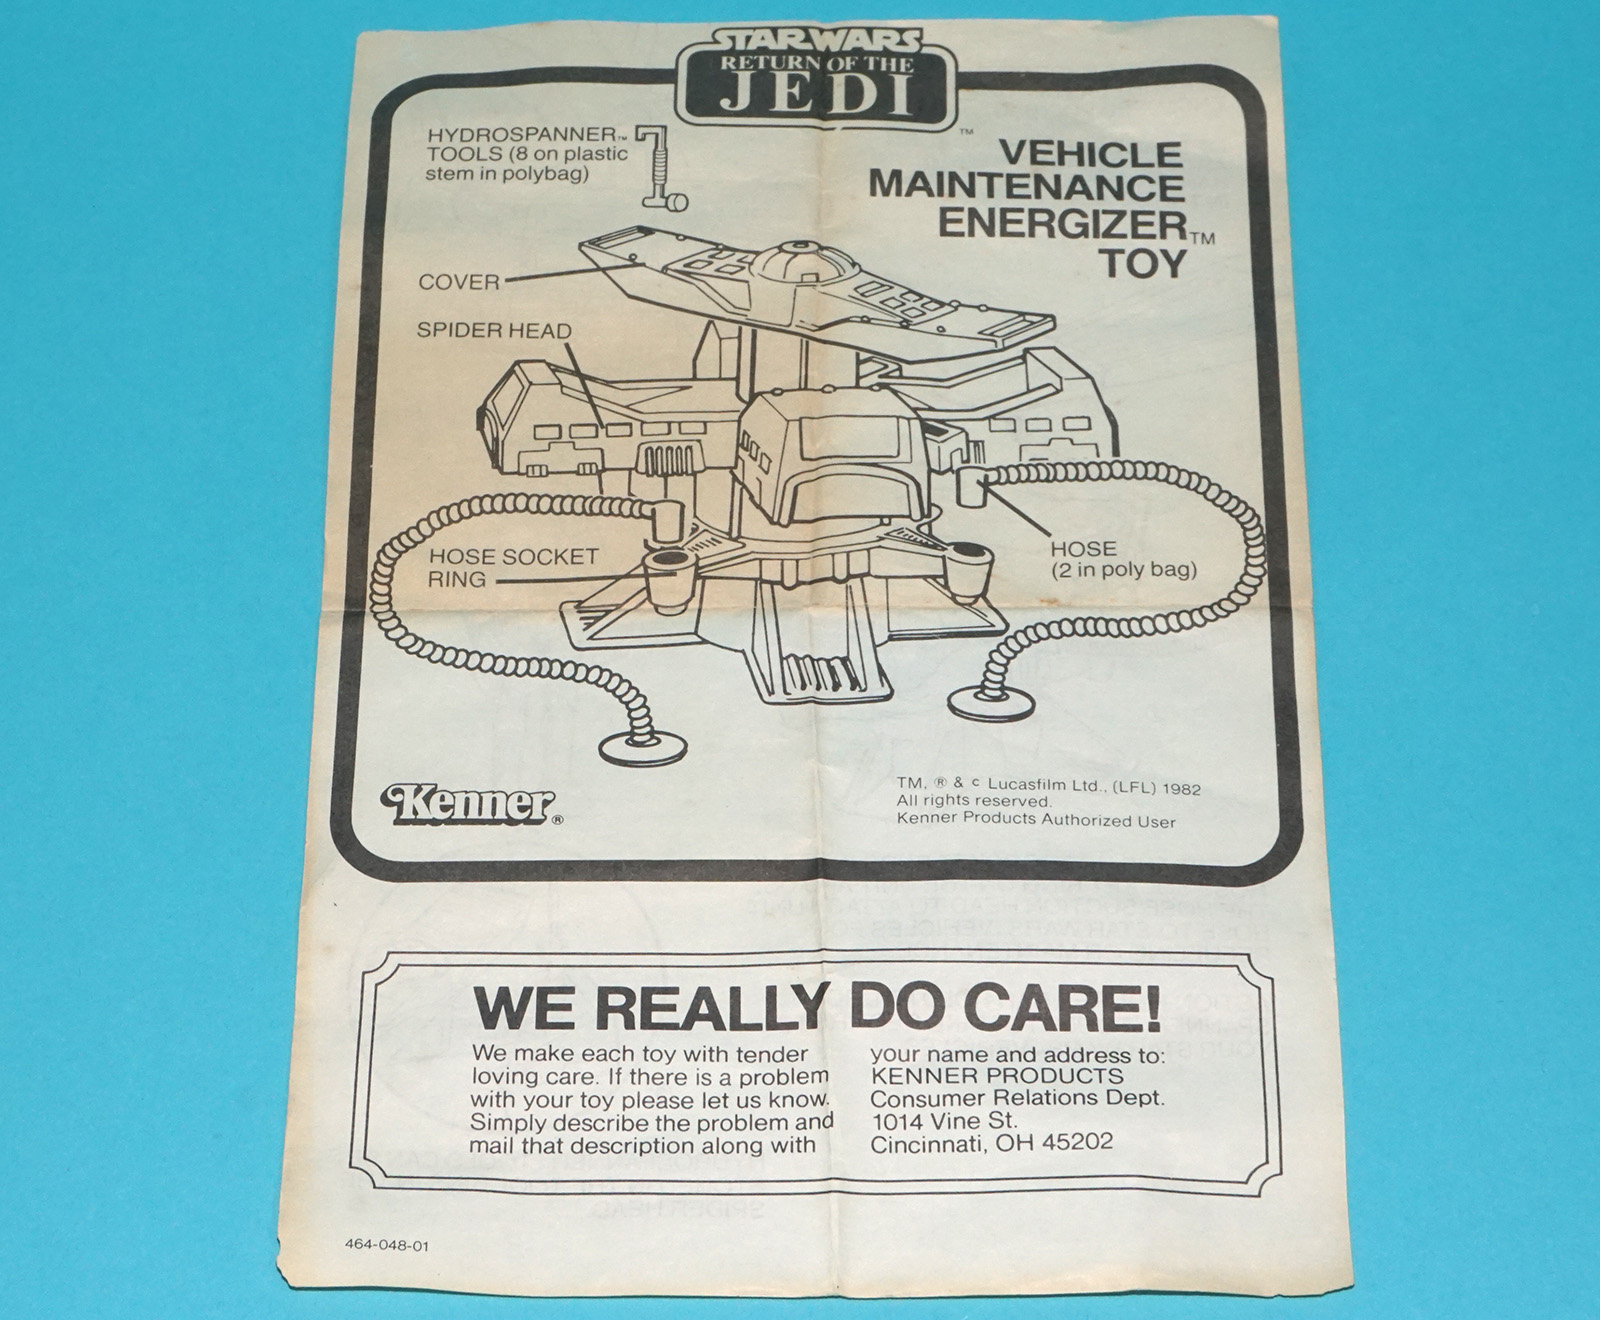 STAR WARS
RETURN OF THE
JEDI
TM
HYDROSPANNER™
TOOLS (8 on plastic
stem in polybag)
VEHICLE
MAINTENANCE
ENERGIZER™
TOY
COVER
SPIDER HEAD
HOSE SOCKET
RING
HOSE
(2 in poly bag)
Kenner®
TM, ® & c Lucasfilm Ltd., (LFL) 1982
All rights reserved.
Kenner Products Authorized User
WE REALLY DO CARE!
We make each toy with tender
loving care. If there is a problem
with your toy please let us know.
Simply describe the problem and
mail that description along with
your name and address to:
KENNER PRODUCTS
Consumer Relations Dept.
1014 Vine St.
Cincinnati, OH 45202
464-048-01